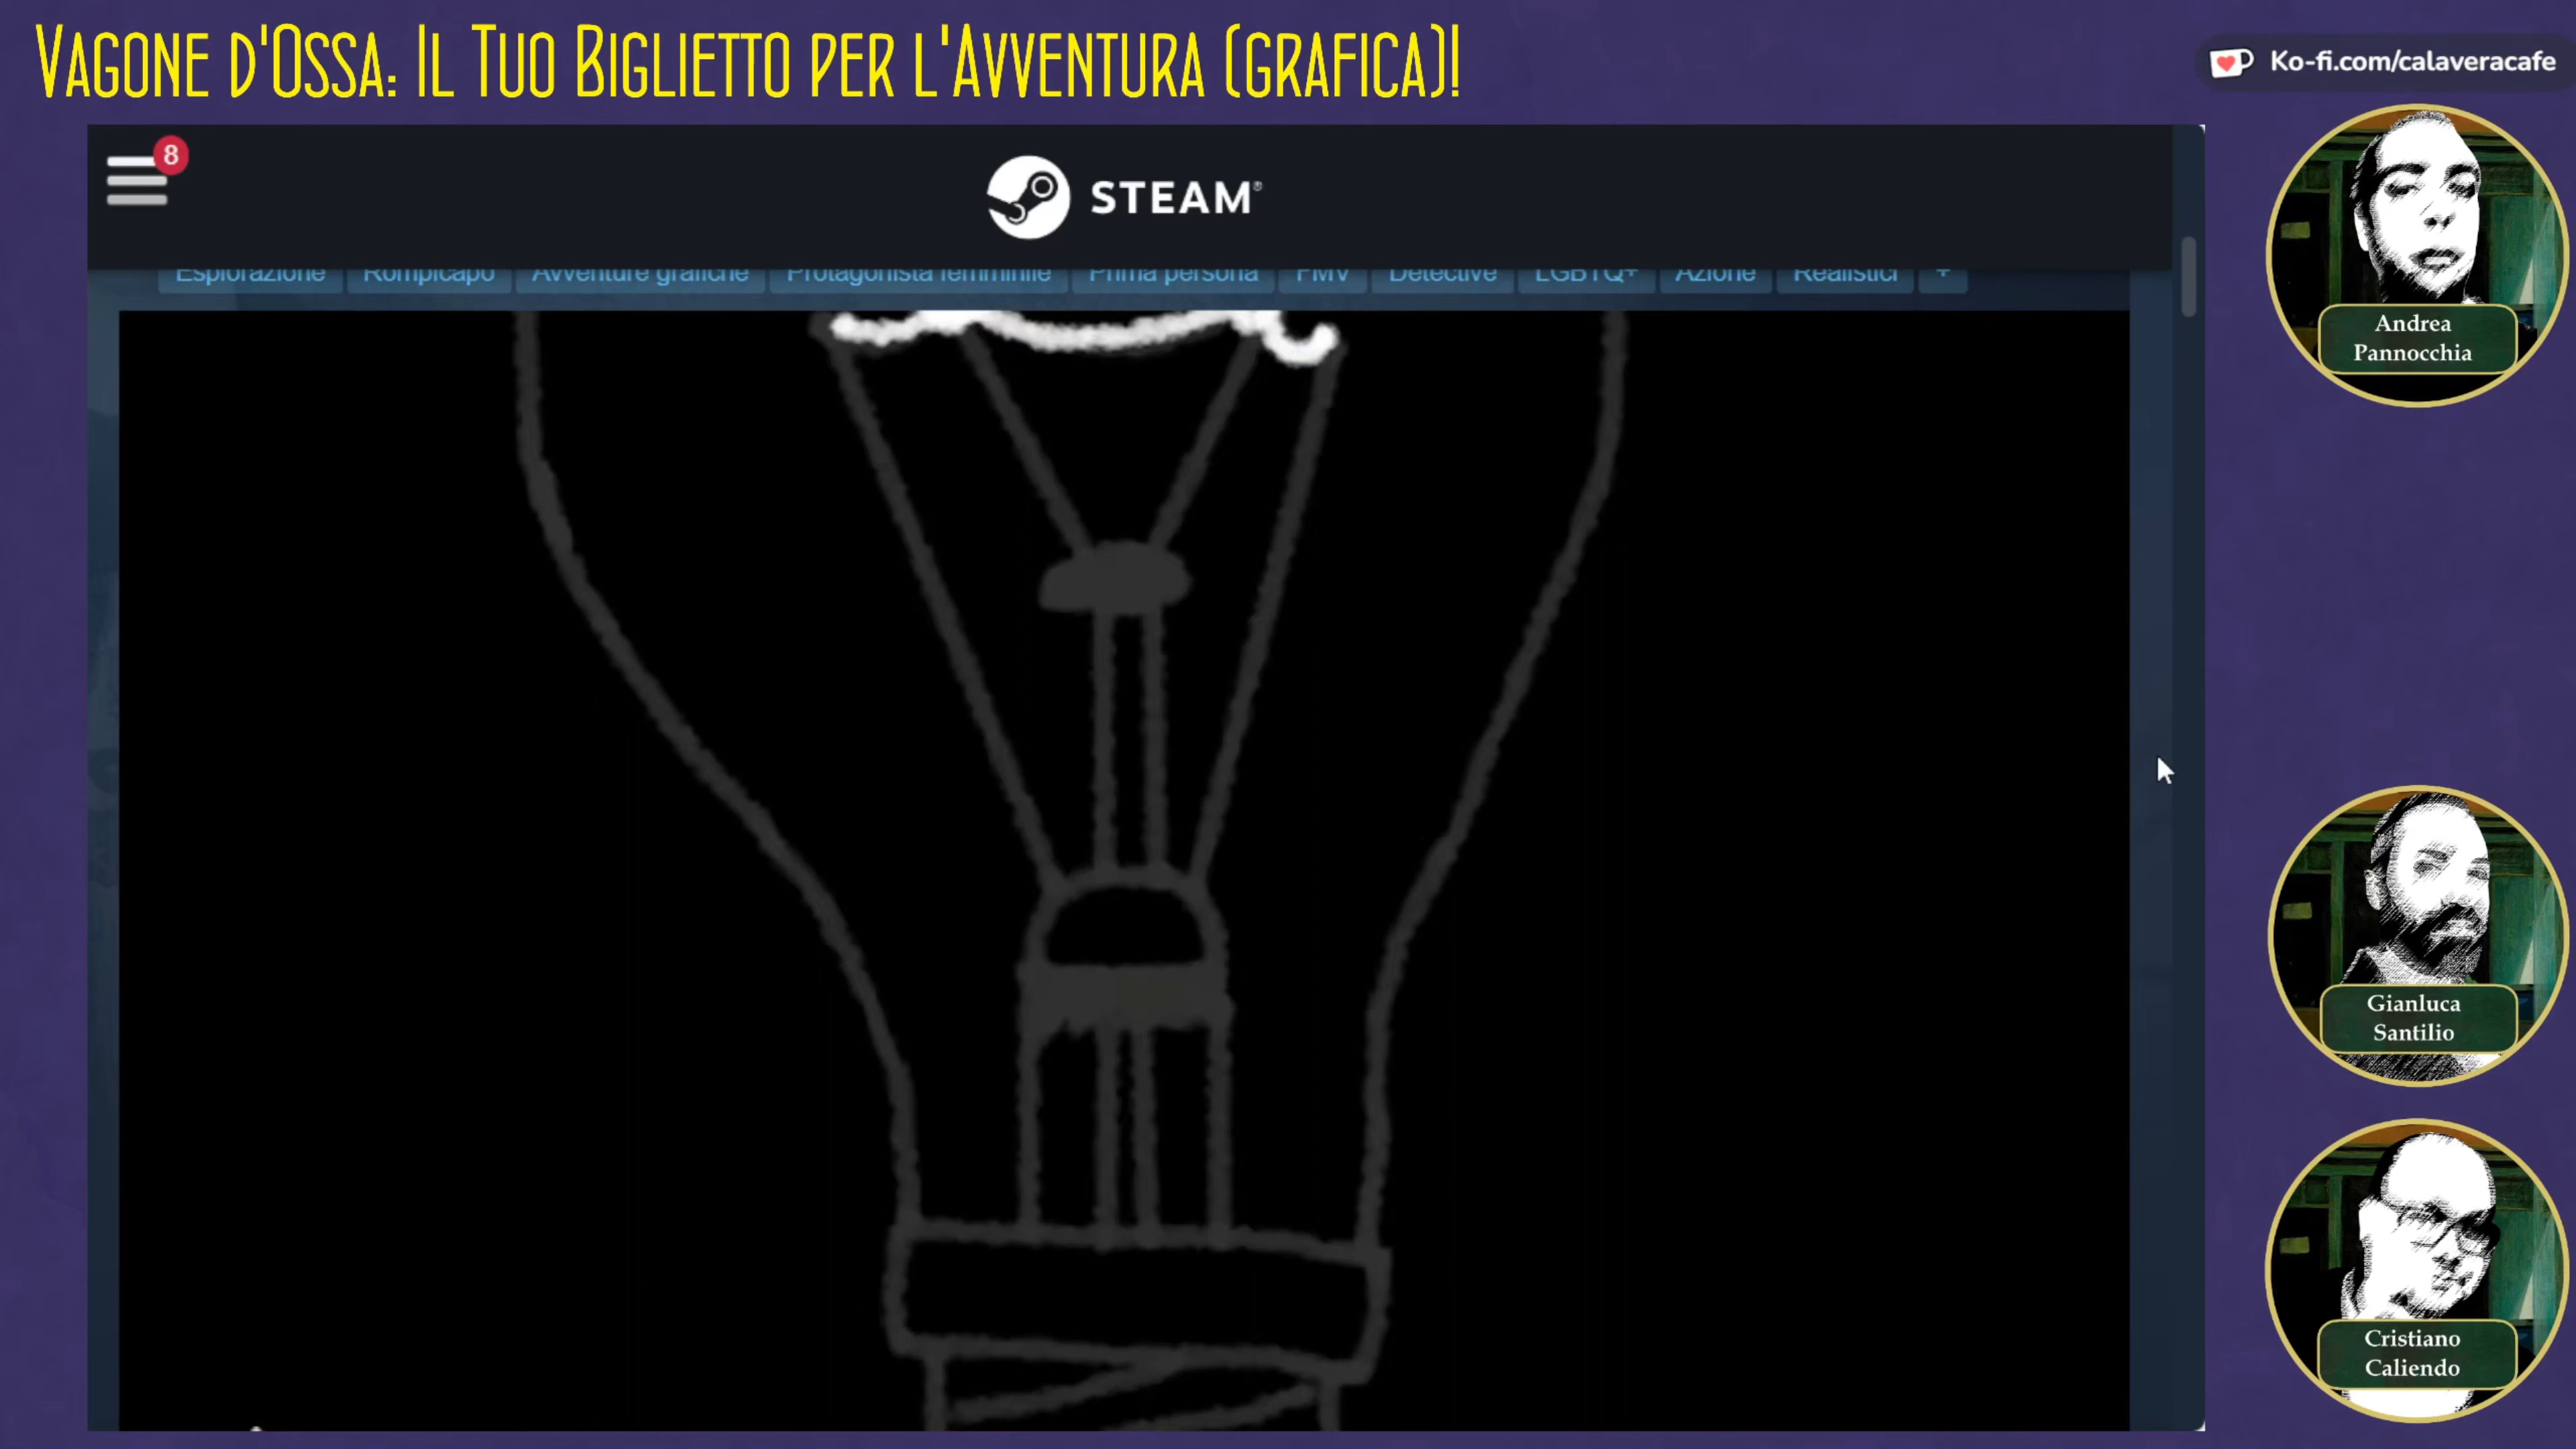 VAGONE D'OSSA: IL TUO BIGLIETTO PER L'AVVENTURA (GRAFICA)!
Ko-fi.com/calaveracafe
8
STEAM®
Esplorazione Rompicapo Avventure grafiche Protagonista femminile Prima persona FMV Detective LGBTQ+ Azione Realistici +
Andrea
Pannocchia
Gianluca
Santilio
Cristiano
Caliendo